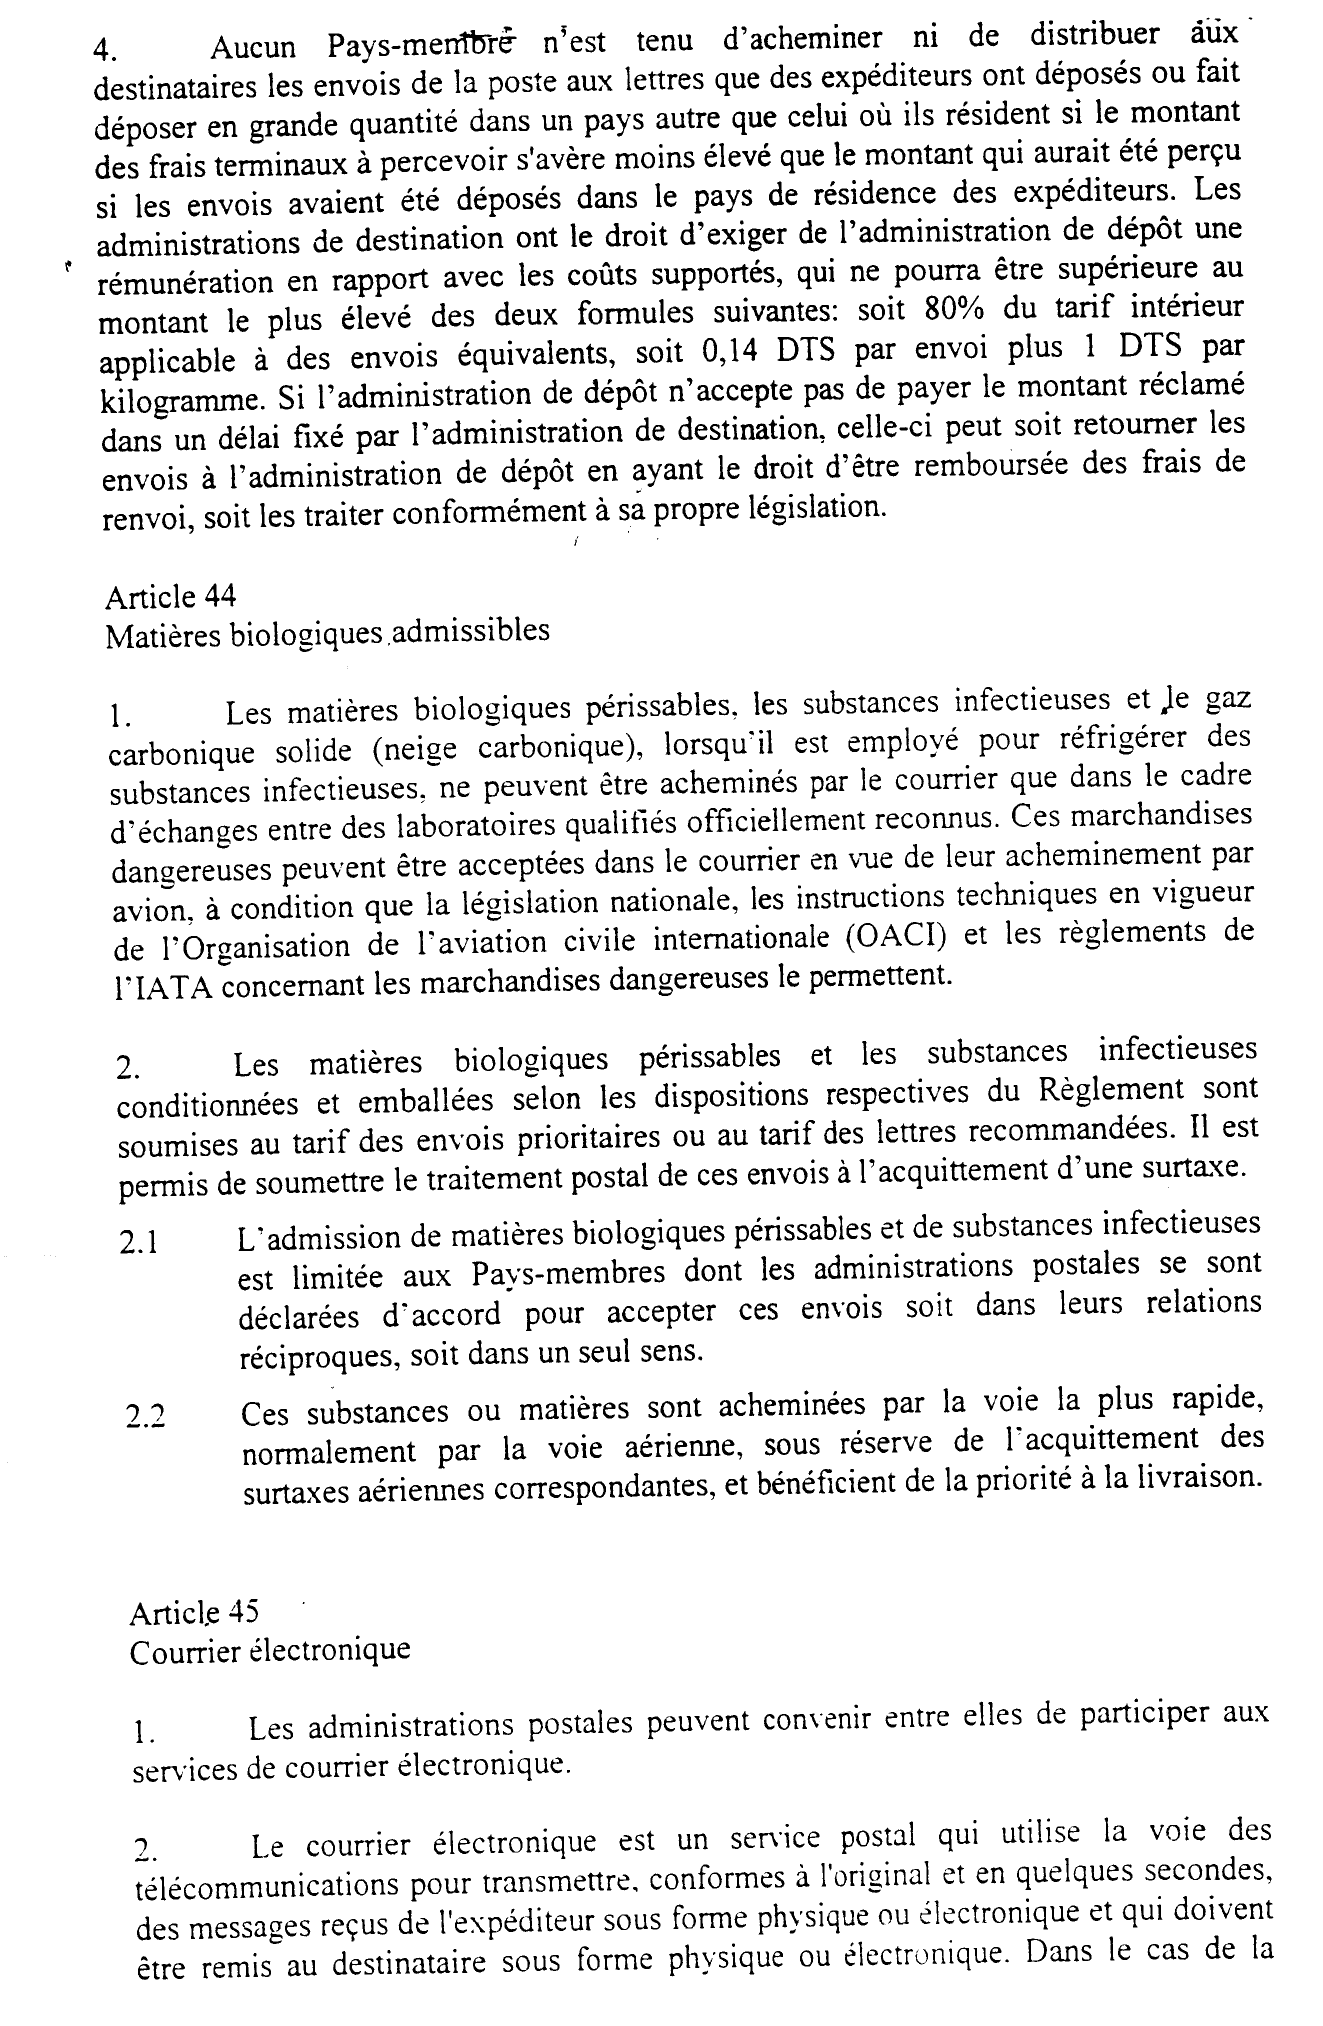 4. Aucun Pays-membre n'est tenu d'acheminer ni de distribuer aux
destinataires les envois de la poste aux lettres que des expéditeurs ont déposés ou fait
déposer en grande quantité dans un pays autre que celui où ils résident si le montant
des frais terminaux à percevoir s'avère moins élevé que le montant qui aurait été perçu
si les envois avaient été déposés dans le pays de résidence des expéditeurs. Les
administrations de destination ont le droit d'exiger de l'administration de dépôt une
rémunération en rapport avec les coûts supportés, qui ne pourra être supérieure au
montant le plus élevé des deux formules suivantes: soit 80% du tarif intérieur
applicable à des envois équivalents, soit 0,14 DTS par envoi plus 1 DTS par
kilogramme. Si l'administration de dépôt n'accepte pas de payer le montant réclamé
dans un délai fixé par l'administration de destination, celle-ci peut soit retourner les
envois à l'administration de dépôt en ayant le droit d'être remboursée des frais de
renvoi, soit les traiter conformément à sa propre législation.
Article 44
Matières biologiques admissibles
1. Les matières biologiques périssables, les substances infectieuses et le gaz
carbonique solide (neige carbonique), lorsqu'il est employé pour réfrigérer des
substances infectieuses, ne peuvent être acheminés par le courrier que dans le cadre
d'échanges entre des laboratoires qualifiés officiellement reconnus. Ces marchandises
dangereuses peuvent être acceptées dans le courrier en vue de leur acheminement par
avion, à condition que la législation nationale, les instructions techniques en vigueur
de l'Organisation de l'aviation civile internationale (OACI) et les règlements de
l'IATA concernant les marchandises dangereuses le permettent.
2. Les matières biologiques périssables et les substances infectieuses
conditionnées et emballées selon les dispositions respectives du Règlement sont
soumises au tarif des envois prioritaires ou au tarif des lettres recommandées. Il est
permis de soumettre le traitement postal de ces envois à l'acquittement d'une surtaxe.
2.1 L'admission de matières biologiques périssables et de substances infectieuses
est limitée aux Pays-membres dont les administrations postales se sont
déclarées d'accord pour accepter ces envois soit dans leurs relations
réciproques, soit dans un seul sens.
2.2 Ces substances ou matières sont acheminées par la voie la plus rapide,
normalement par la voie aérienne, sous réserve de l'acquittement des
surtaxes aériennes correspondantes, et bénéficient de la priorité à la livraison.
Article 45
Courrier électronique
1. Les administrations postales peuvent convenir entre elles de participer aux
services de courrier électronique.
2. Le courrier électronique est un service postal qui utilise la voie des
télécommunications pour transmettre, conformes à l'original et en quelques secondes,
des messages reçus de l'expéditeur sous forme physique ou électronique et qui doivent
être remis au destinataire sous forme physique ou électronique. Dans le cas de la